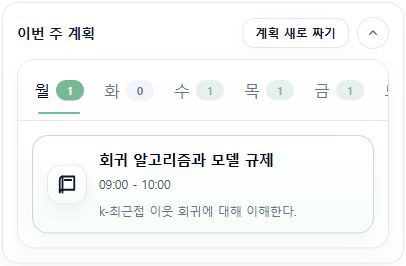 이번 주 계획
계획 새로 짜기
월 1 화 0 수 1 목 1 금 1
회귀 알고리즘과 모델 규제
09:00 - 10:00
k-최근접 이웃 회귀에 대해 이해한다.